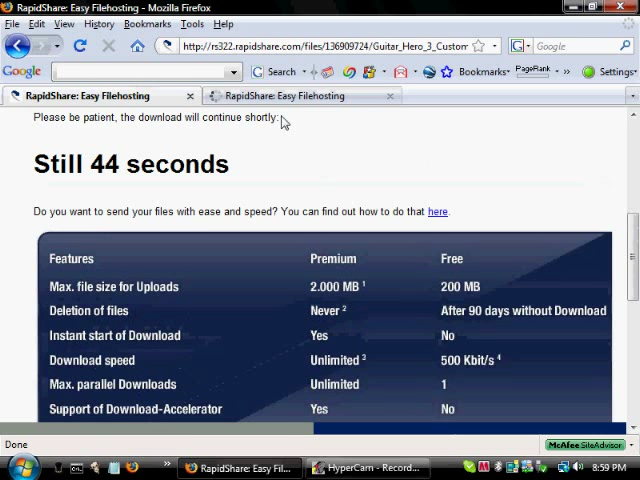 RapidShare: Easy Filehosting - Mozilla Firefox
File Edit View History Bookmarks Tools Help
http://rs322.rapidshare.com/files/136909724/Guitar_Hero_3_Custom
Google
Google Search Bookmarks PageRank Settings
RapidShare: Easy Filehosting RapidShare: Easy Filehosting
Please be patient, the download will continue shortly:
Still 44 seconds
Do you want to send your files with ease and speed? You can find out how to do that here.
Features Premium Free
Max. file size for Uploads 2.000 MB 1 200 MB
Deletion of files Never 2 After 90 days without Download
Instant start of Download Yes No
Download speed Unlimited 3 500 Kbit/s 4
Max. parallel Downloads Unlimited 1
Support of Download-Accelerator Yes No
Done McAfee SiteAdvisor
RapidShare: Easy Fil... HyperCam - Record... 8:59 PM